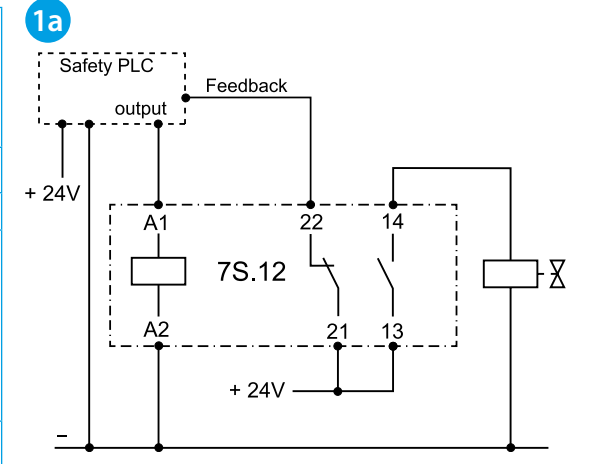 1a
Safety PLC
Feedback
output
+ 24V
A1
22
14
7S.12
A2
21
13
+ 24V
–